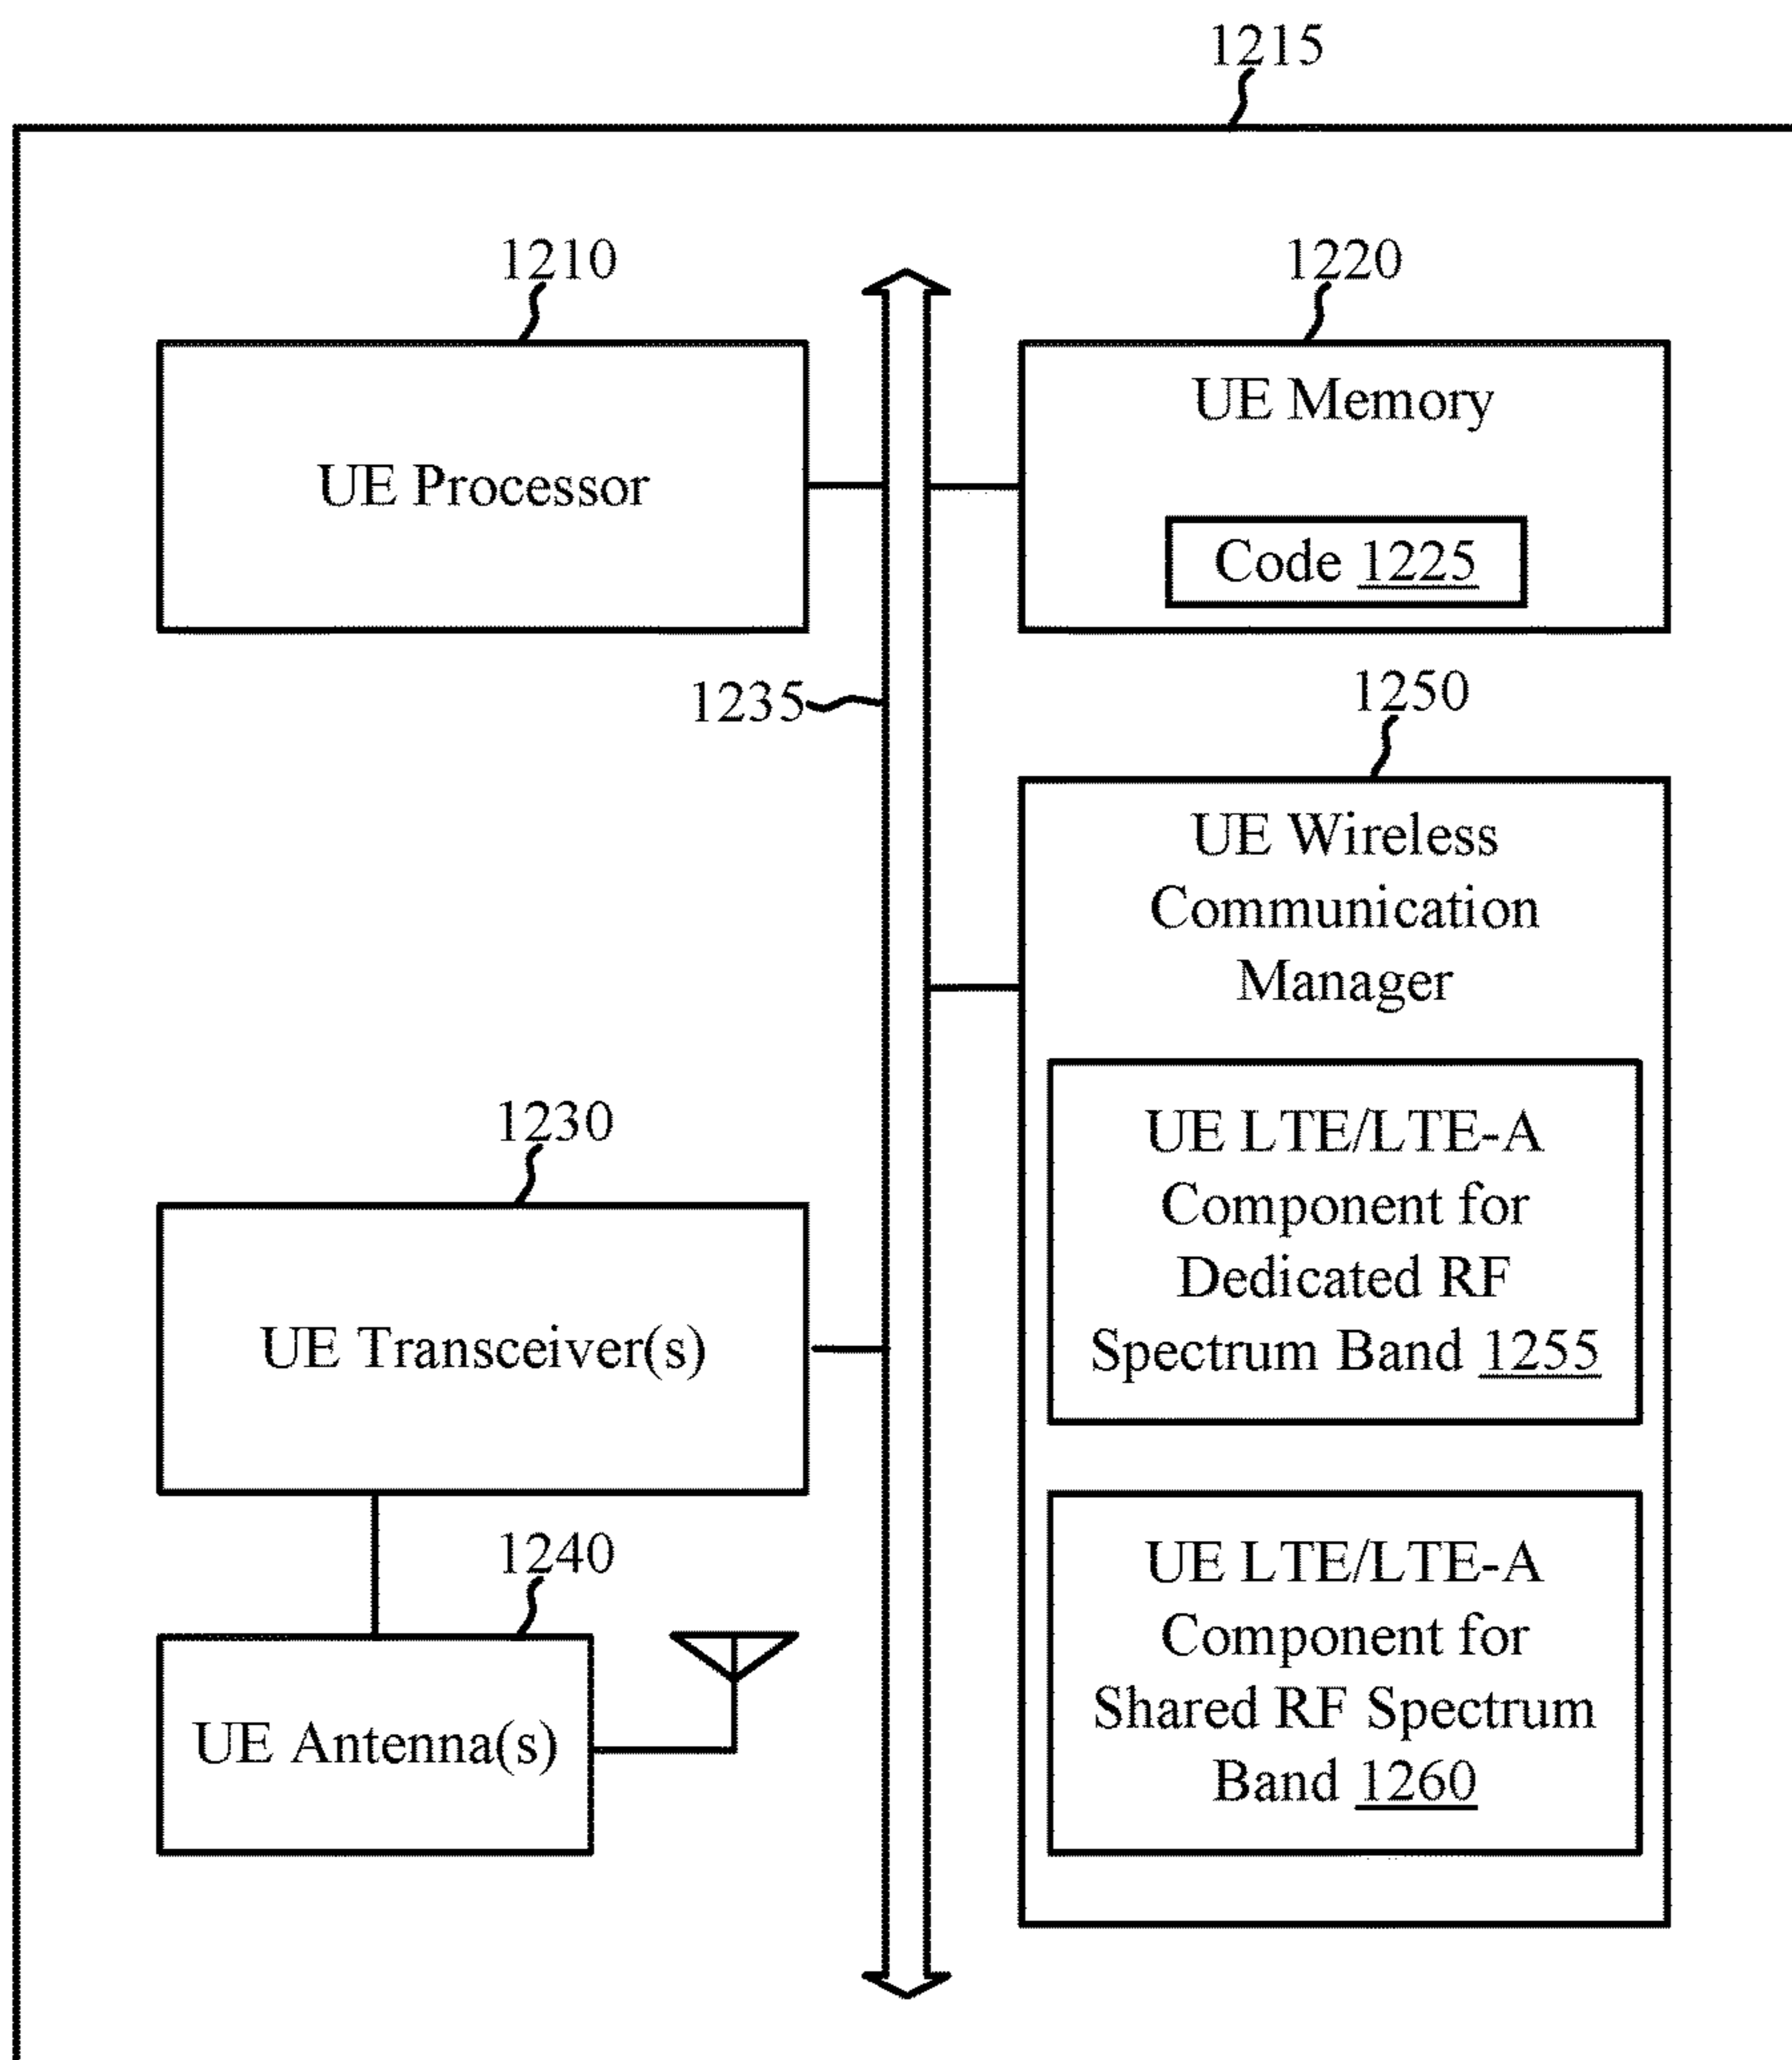 1215
1210
1220
UE Processor
UE Memory
Code 1225
1235
1250
UE Wireless
Communication
Manager
UE LTE/LTE-A
Component for
Dedicated RF
Spectrum Band 1255
1230
UE Transceiver(s)
1240
UE Antenna(s)
UE LTE/LTE-A
Component for
Shared RF Spectrum
Band 1260